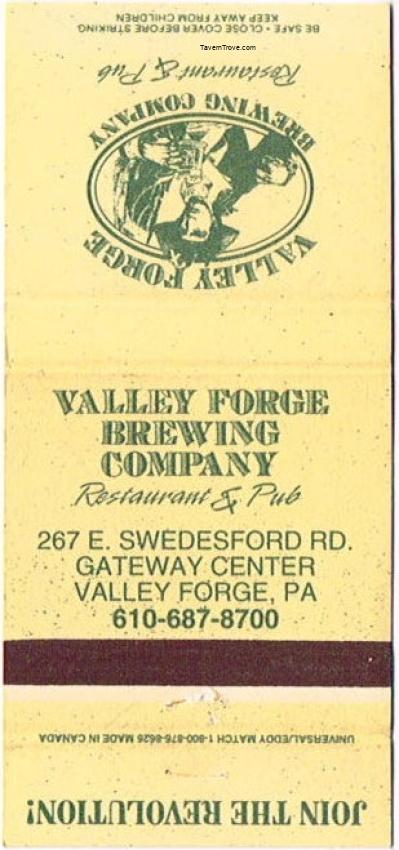 BE SAFE • CLOSE COVER BEFORE STRIKING
KEEP AWAY FROM CHILDREN
TavernTrove.com
Restaurant & Pub
VALLEY FORGE
BREWING COMPANY
VALLEY FORGE
BREWING
COMPANY
Restaurant & Pub
267 E. SWEDESFORD RD.
GATEWAY CENTER
VALLEY FORGE, PA
610-687-8700
UNIVERSAL/EDDY MATCH 1-800-876-8626 MADE IN CANADA
JOIN THE REVOLUTION!